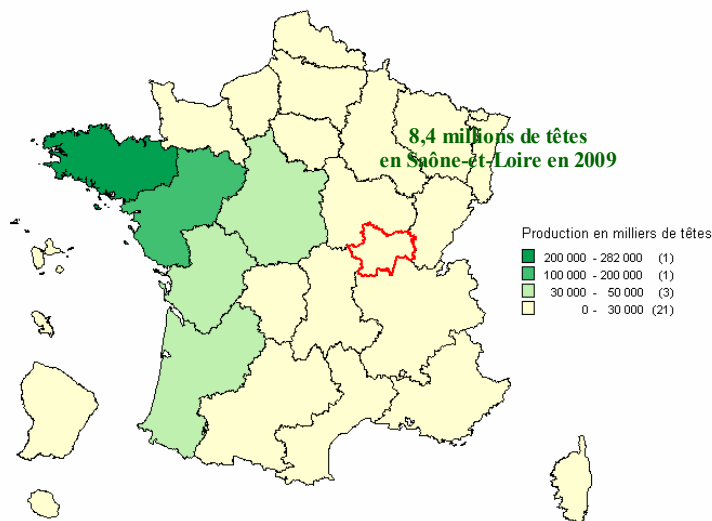 8,4 millions de têtes
en Saône-et-Loire en 2009
Production en milliers de têtes
200 000 - 282 000 (1)
100 000 - 200 000 (1)
30 000 - 50 000 (3)
0 - 30 000 (21)